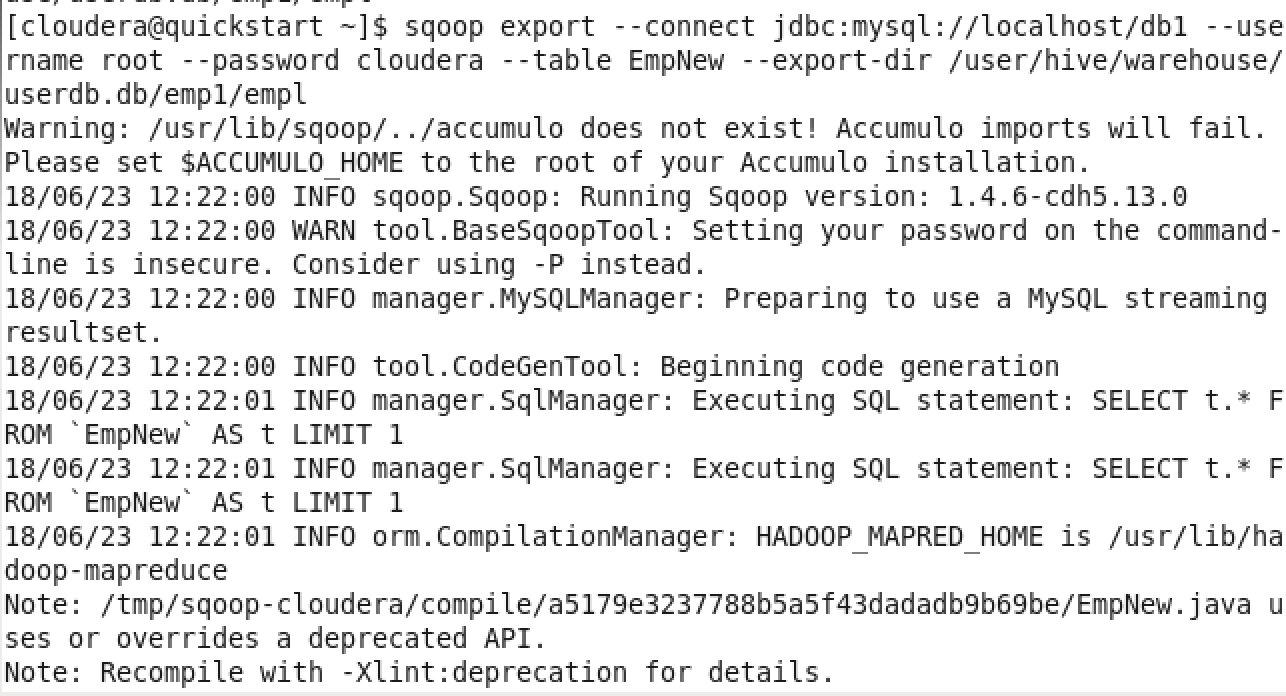 [cloudera@quickstart ~]$ sqoop export --connect jdbc:mysql://localhost/db1 --use
rname root --password cloudera --table EmpNew --export-dir /user/hive/warehouse/
userdb.db/emp1/empl
Warning: /usr/lib/sqoop/../accumulo does not exist! Accumulo imports will fail.
Please set $ACCUMULO_HOME to the root of your Accumulo installation.
18/06/23 12:22:00 INFO sqoop.Sqoop: Running Sqoop version: 1.4.6-cdh5.13.0
18/06/23 12:22:00 WARN tool.BaseSqoopTool: Setting your password on the command-
line is insecure. Consider using -P instead.
18/06/23 12:22:00 INFO manager.MySQLManager: Preparing to use a MySQL streaming
resultset.
18/06/23 12:22:00 INFO tool.CodeGenTool: Beginning code generation
18/06/23 12:22:01 INFO manager.SqlManager: Executing SQL statement: SELECT t.* F
ROM `EmpNew` AS t LIMIT 1
18/06/23 12:22:01 INFO manager.SqlManager: Executing SQL statement: SELECT t.* F
ROM `EmpNew` AS t LIMIT 1
18/06/23 12:22:01 INFO orm.CompilationManager: HADOOP_MAPRED_HOME is /usr/lib/ha
doop-mapreduce
Note: /tmp/sqoop-cloudera/compile/a5179e3237788b5a5f43dadadb9b69be/EmpNew.java u
ses or overrides a deprecated API.
Note: Recompile with -Xlint:deprecation for details.